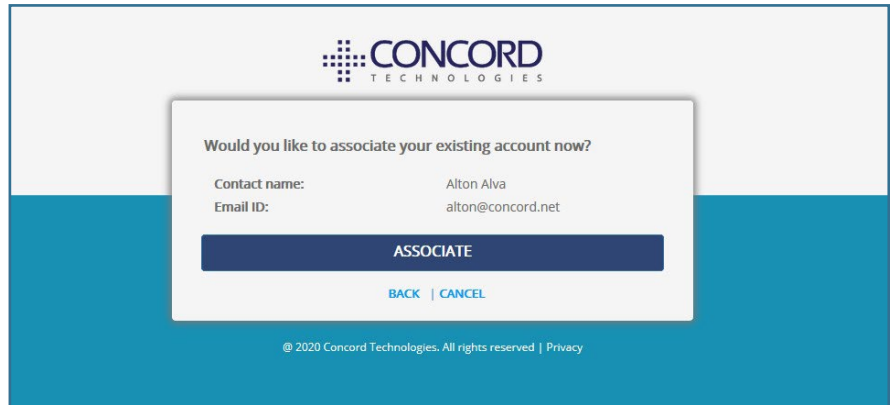 CONCORD
TECHNOLOGIES
Would you like to associate your existing account now?
Contact name: Alton Alva
Email ID: alton@concord.net
ASSOCIATE
BACK | CANCEL
@ 2020 Concord Technologies. All rights reserved | Privacy